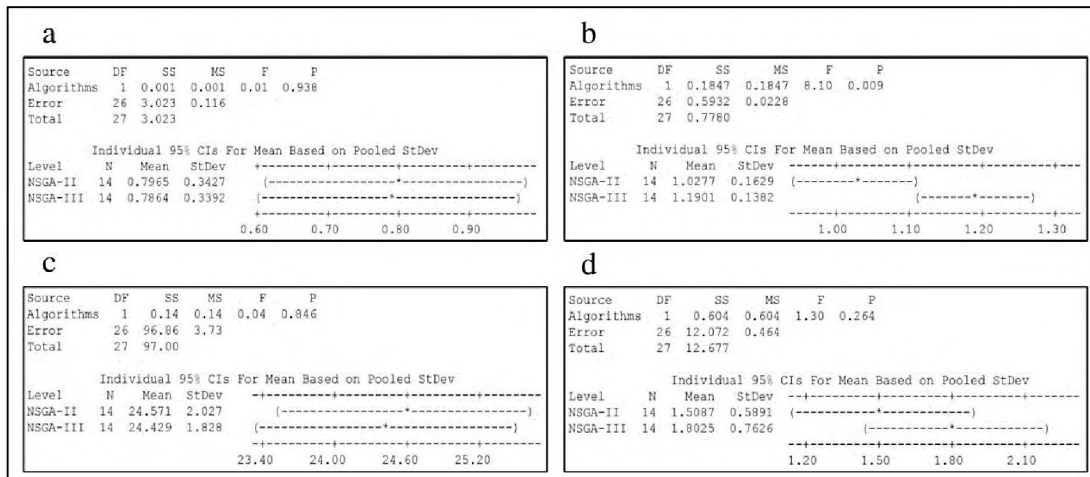 a
Source DF SS MS F P
Algorithms 1 0.001 0.001 0.01 0.938
Error 26 3.023 0.116
Total 27 3.023
Individual 95% CIs For Mean Based on Pooled StDev
Level N Mean StDev +---------+---------+---------+---------
NSGA-II 14 0.7965 0.3427 (------------------*-----------------)
NSGA-III 14 0.7864 0.3392 (------------------*-----------------)
+---------+---------+---------+---------
0.60 0.70 0.80 0.90
b
Source DF SS MS F P
Algorithms 1 0.1847 0.1847 8.10 0.009
Error 26 0.5932 0.0228
Total 27 0.7780
Individual 95% CIs For Mean Based on Pooled StDev
Level N Mean StDev ------+---------+---------+---------+---
NSGA-II 14 1.0277 0.1629 (--------*-------)
NSGA-III 14 1.1901 0.1382 (-------*-------)
------+---------+---------+---------+---
1.00 1.10 1.20 1.30
c
Source DF SS MS F P
Algorithms 1 0.14 0.14 0.04 0.846
Error 26 96.86 3.73
Total 27 97.00
Individual 95% CIs For Mean Based on Pooled StDev
Level N Mean StDev -+---------+---------+---------+--------
NSGA-II 14 24.571 2.027 (-----------------*----------------)
NSGA-III 14 24.429 1.828 (-----------------*-----------------)
-+---------+---------+---------+--------
23.40 24.00 24.60 25.20
d
Source DF SS MS F P
Algorithms 1 0.604 0.604 1.30 0.264
Error 26 12.072 0.464
Total 27 12.677
Individual 95% CIs For Mean Based on Pooled StDev
Level N Mean StDev --+---------+---------+---------+-------
NSGA-II 14 1.5087 0.5891 (-----------*------------)
NSGA-III 14 1.8025 0.7626 (-----------*------------)
--+---------+---------+---------+-------
1.20 1.50 1.80 2.10